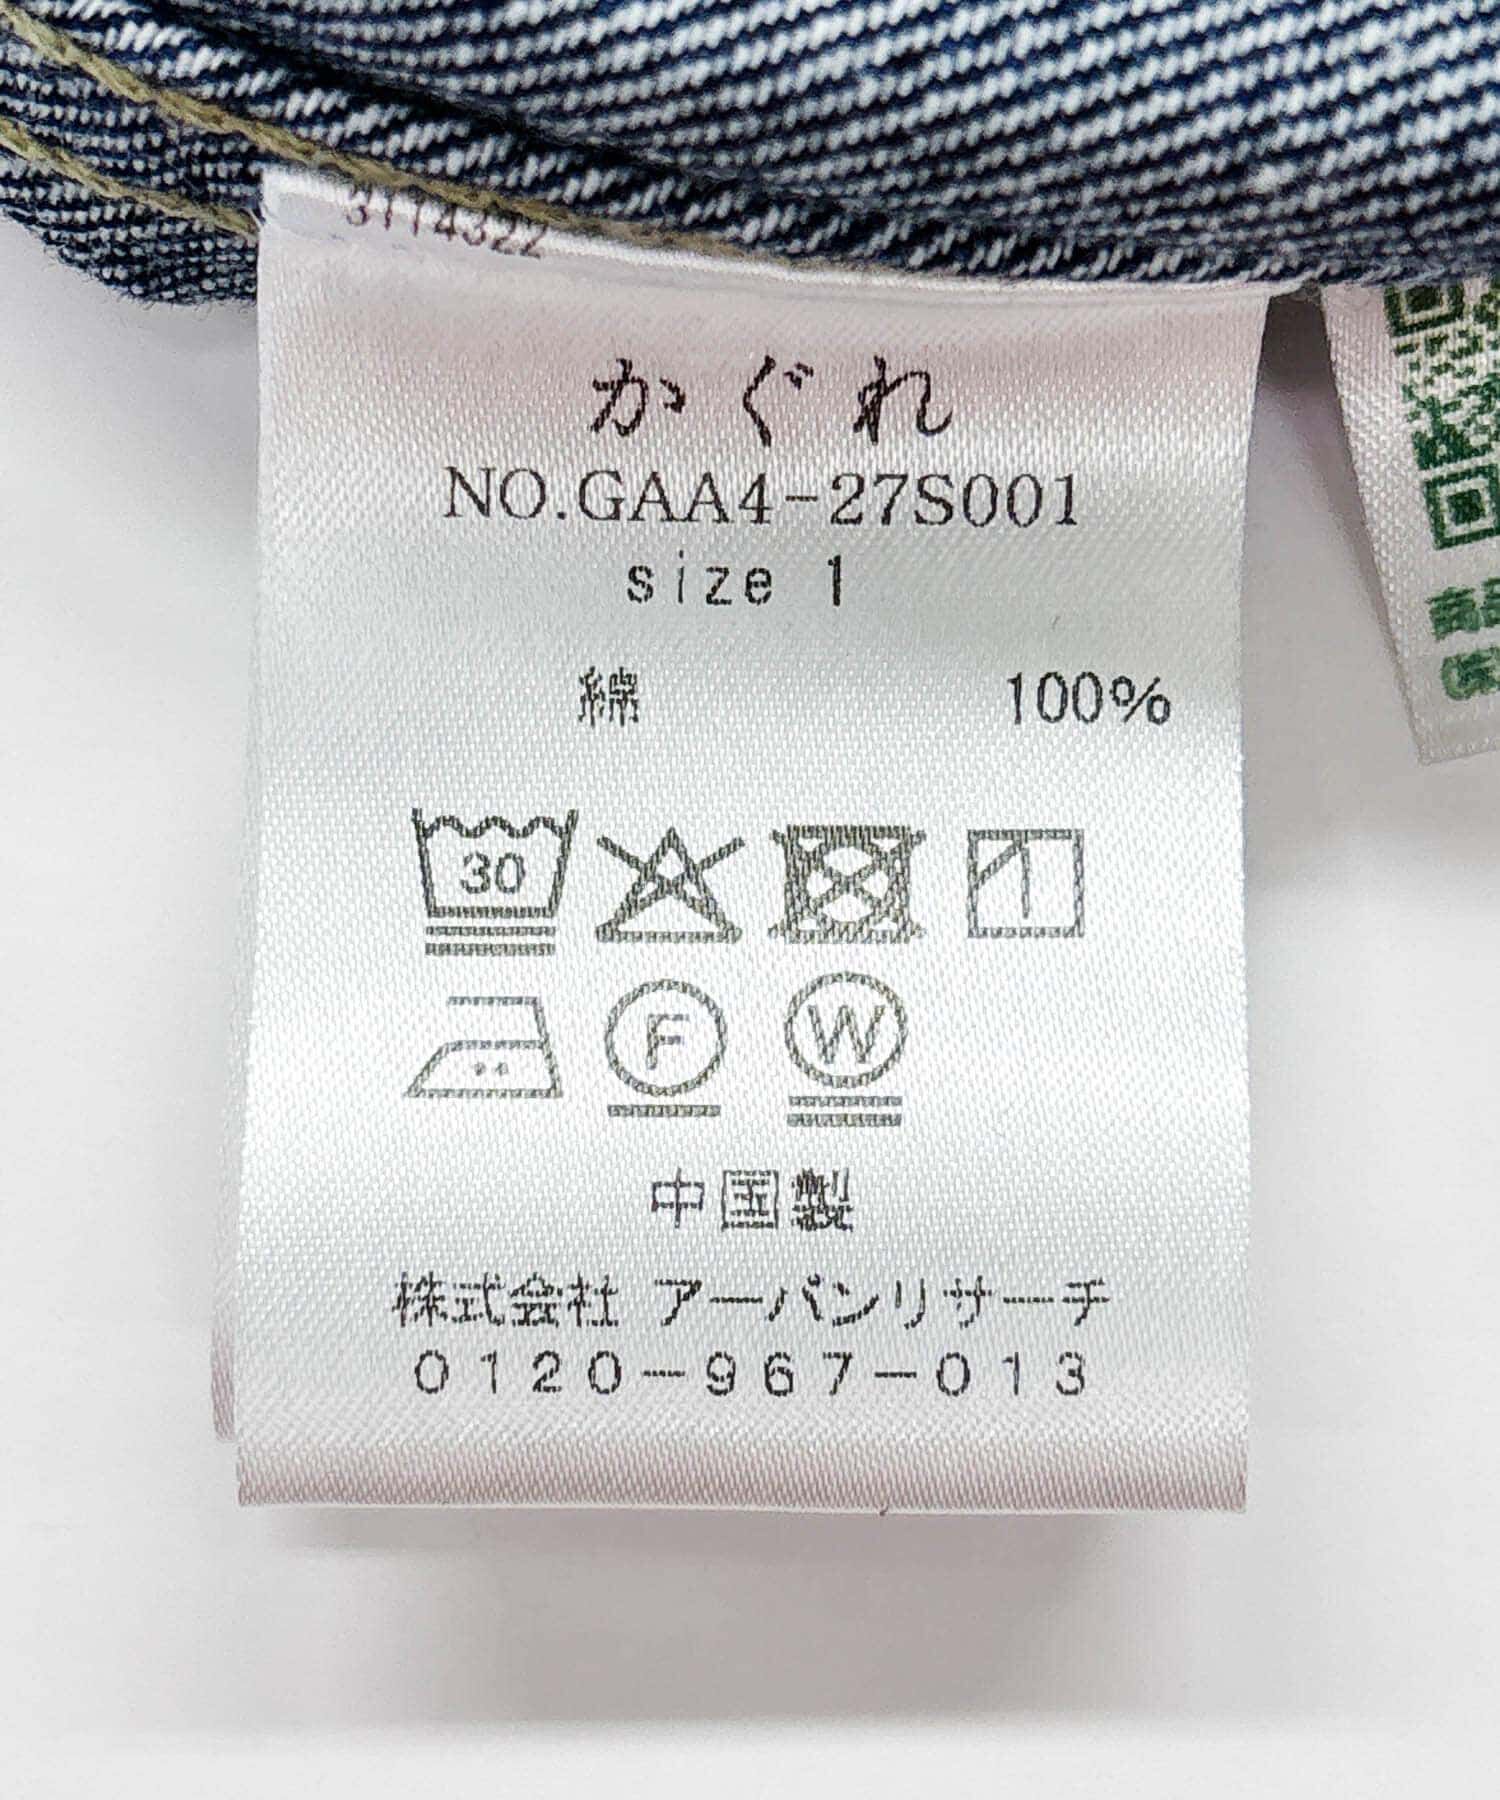 3114322
かぐれ
NO.GAA4-27S001
size 1
綿 100%
30
F W
中国製
株式会社 アーバンリサーチ
0120-967-013